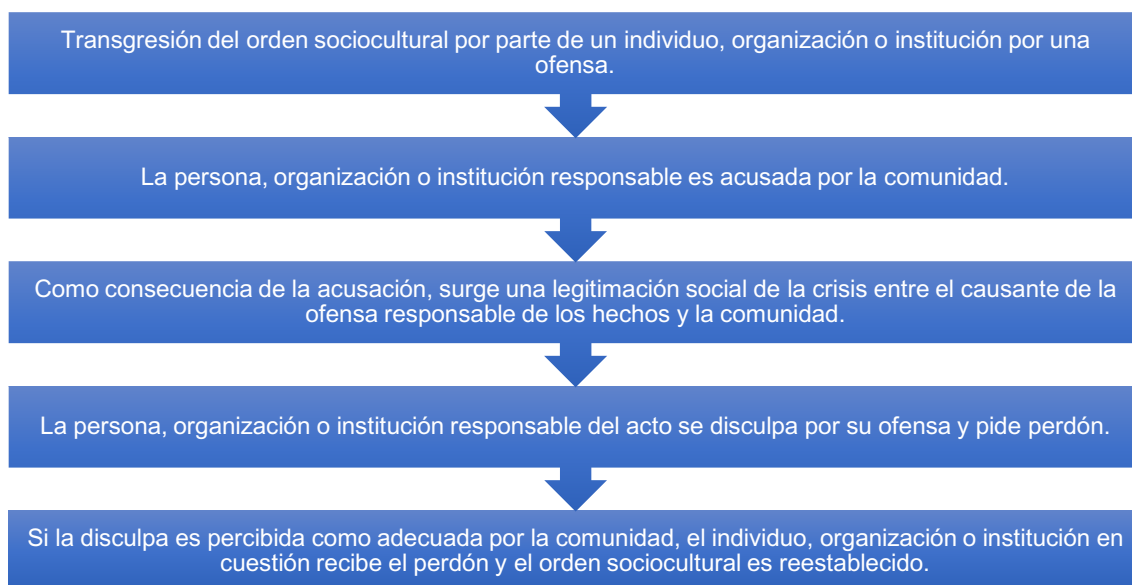 Transgresión del orden sociocultural por parte de un individuo, organización o institución por una
ofensa.
La persona, organización o institución responsable es acusada por la comunidad.
Como consecuencia de la acusación, surge una legitimación social de la crisis entre el causante de la
ofensa responsable de los hechos y la comunidad.
La persona, organización o institución responsable del acto se disculpa por su ofensa y pide perdón.
Si la disculpa es percibida como adecuada por la comunidad, el individuo, organización o institución en
cuestión recibe el perdón y el orden sociocultural es reestablecido.